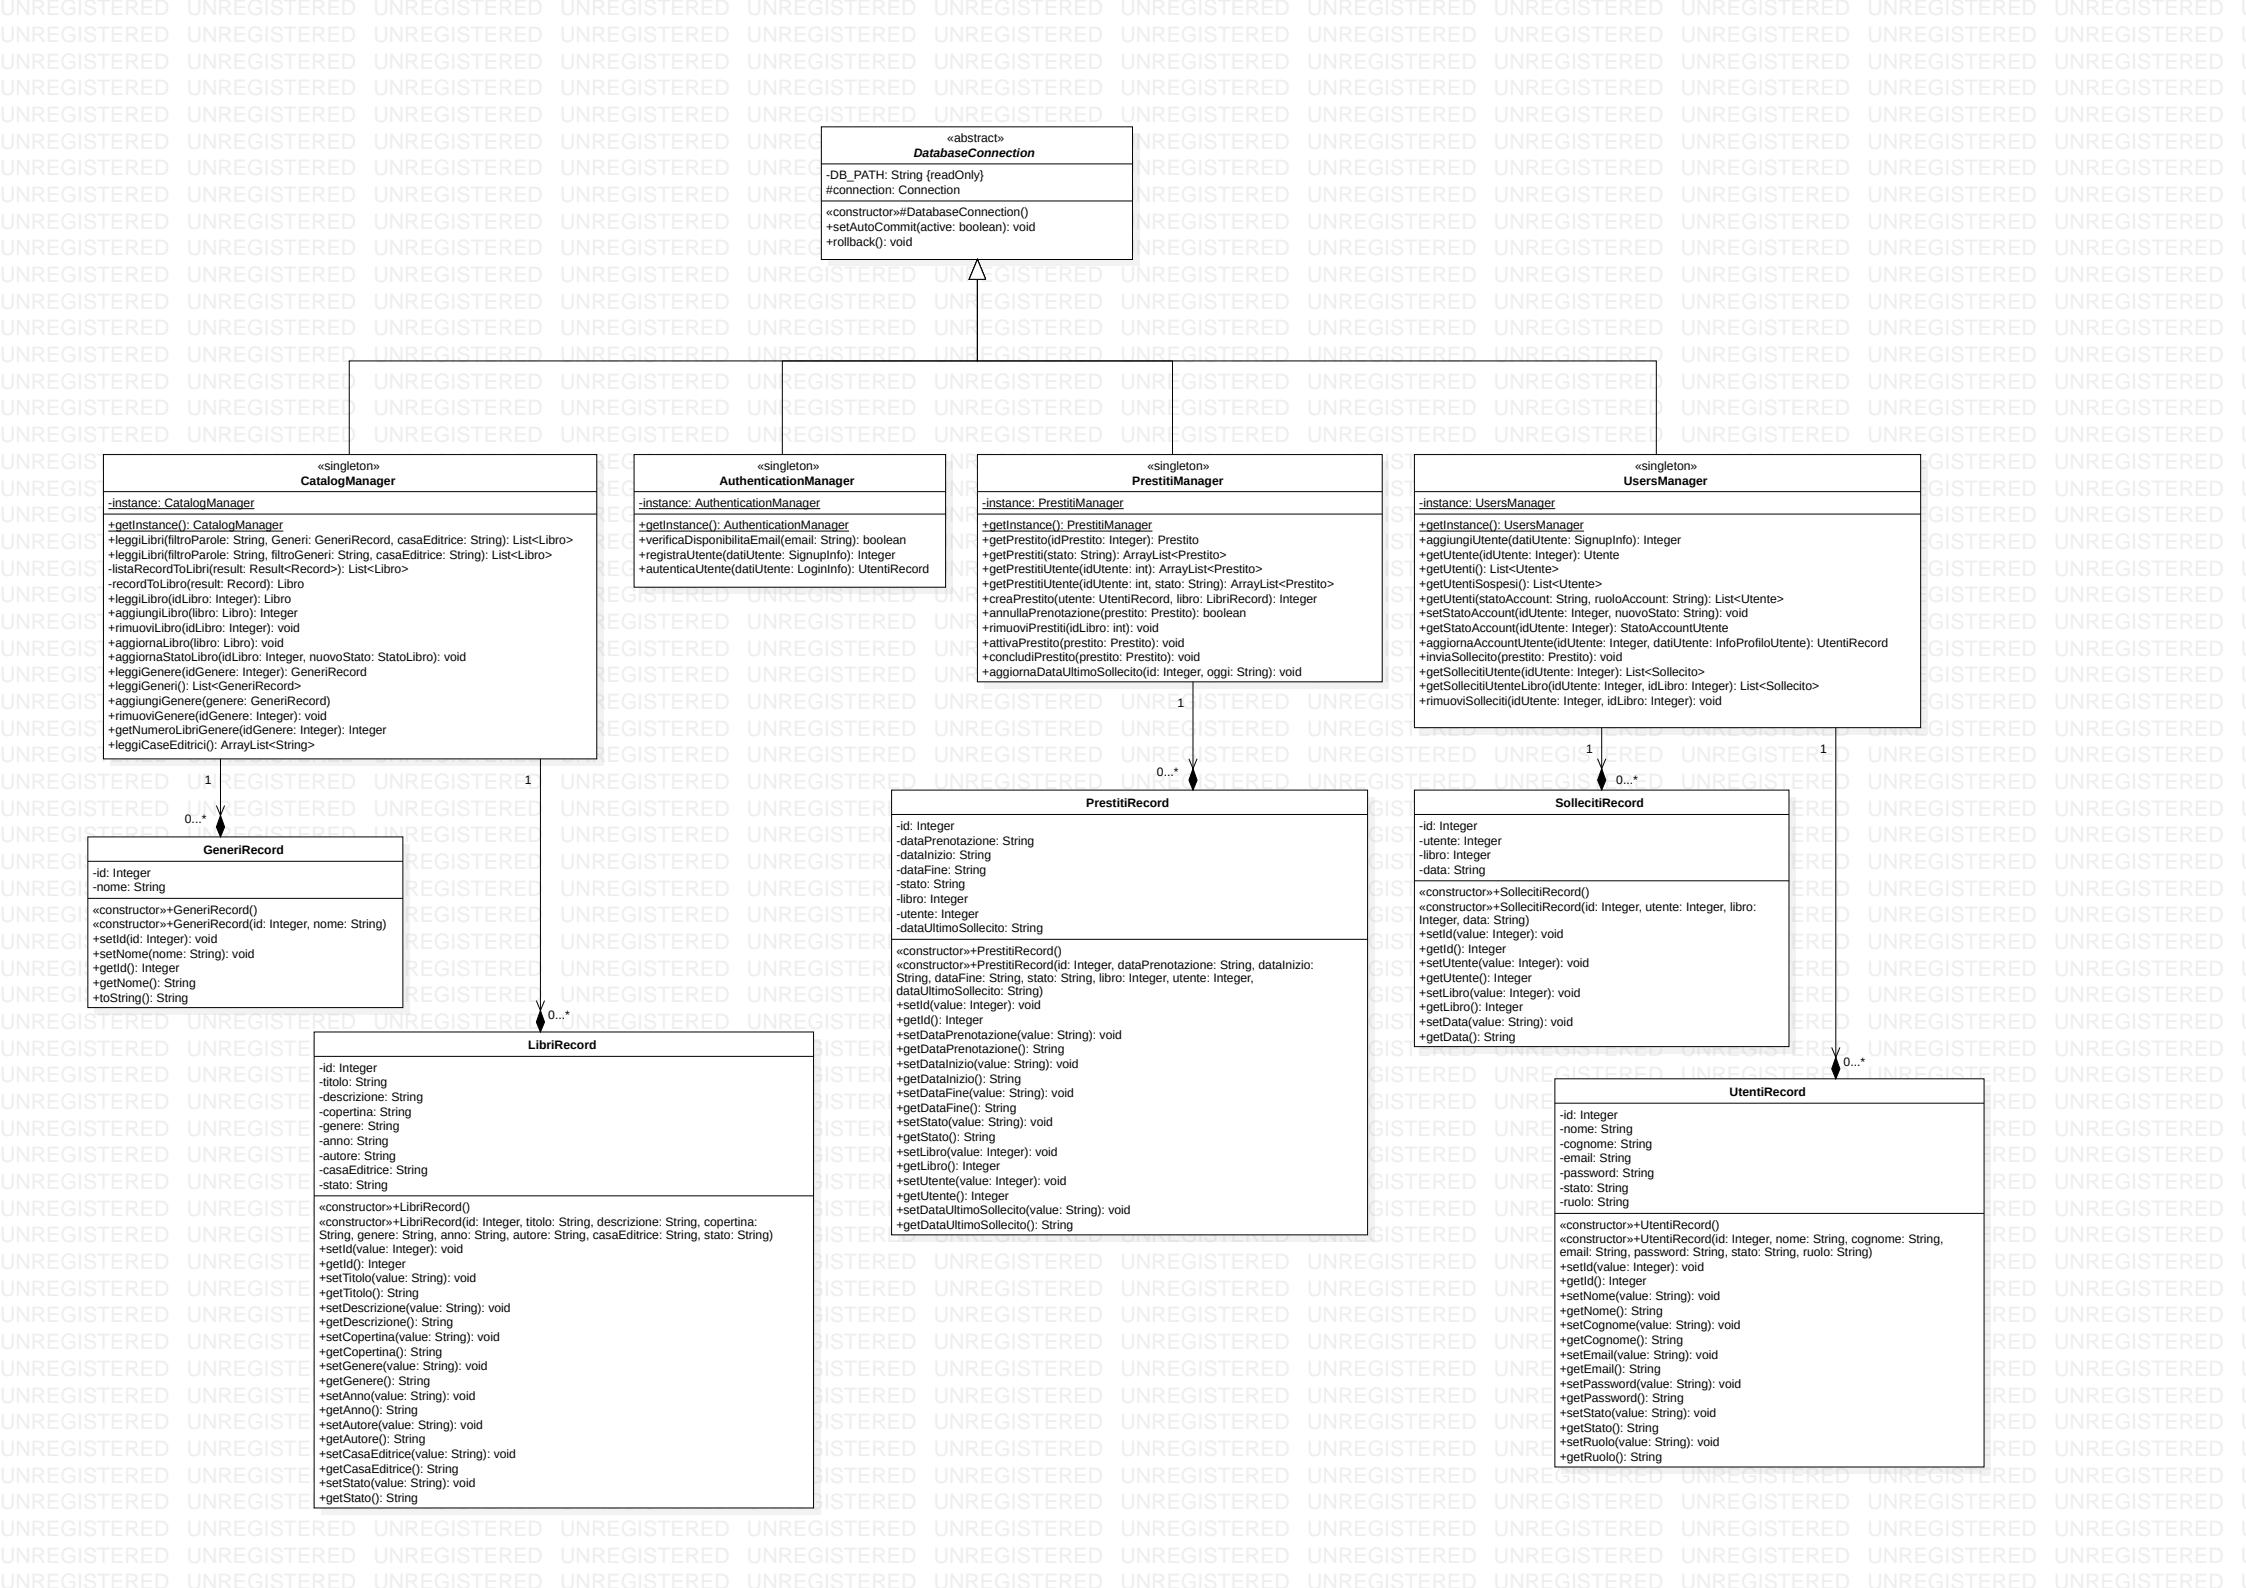 «abstract»
DatabaseConnection
-DB_PATH: String {readOnly}
#connection: Connection
«constructor»#DatabaseConnection()
+setAutoCommit(active: boolean): void
+rollback(): void
«singleton»
CatalogManager
-instance: CatalogManager
+getInstance(): CatalogManager
+leggiLibri(filtroParole: String, Generi: GeneriRecord, casaEditrice: String): List<Libro>
+leggiLibri(filtroParole: String, filtroGeneri: String, casaEditrice: String): List<Libro>
-listaRecordToLibri(result: Result<Record>): List<Libro>
-recordToLibro(result: Record): Libro
+leggiLibro(idLibro: Integer): Libro
+aggiungiLibro(libro: Libro): Integer
+rimuoviLibro(idLibro: Integer): void
+aggiornaLibro(libro: Libro): void
+aggiornaStatoLibro(idLibro: Integer, nuovoStato: StatoLibro): void
+leggiGenere(idGenere: Integer): GeneriRecord
+leggiGeneri(): List<GeneriRecord>
+aggiungiGenere(genere: GeneriRecord)
+rimuoviGenere(idGenere: Integer): void
+getNumeroLibriGenere(idGenere: Integer): Integer
+leggiCaseEditrici(): ArrayList<String>
«singleton»
AuthenticationManager
-instance: AuthenticationManager
+getInstance(): AuthenticationManager
+verificaDisponibilitaEmail(email: String): boolean
+registraUtente(datiUtente: SignupInfo): Integer
+autenticaUtente(datiUtente: LoginInfo): UtentiRecord
«singleton»
PrestitiManager
-instance: PrestitiManager
+getInstance(): PrestitiManager
+getPrestito(idPrestito: Integer): Prestito
+getPrestiti(stato: String): ArrayList<Prestito>
+getPrestitiUtente(idUtente: int): ArrayList<Prestito>
+getPrestitiUtente(idUtente: int, stato: String): ArrayList<Prestito>
+creaPrestito(utente: UtentiRecord, libro: LibriRecord): Integer
+annullaPrenotazione(prestito: Prestito): boolean
+rimuoviPrestiti(idLibro: int): void
+attivaPrestito(prestito: Prestito): void
+concludiPrestito(prestito: Prestito): void
+aggiornaDataUltimoSollecito(id: Integer, oggi: String): void
«singleton»
UsersManager
-instance: UsersManager
+getInstance(): UsersManager
+aggiungiUtente(datiUtente: SignupInfo): Integer
+getUtente(idUtente: Integer): Utente
+getUtenti(): List<Utente>
+getUtentiSospesi(): List<Utente>
+getUtenti(statoAccount: String, ruoloAccount: String): List<Utente>
+setStatoAccount(idUtente: Integer, nuovoStato: String): void
+getStatoAccount(idUtente: Integer): StatoAccountUtente
+aggiornaAccountUtente(idUtente: Integer, datiUtente: InfoProfiloUtente): UtentiRecord
+inviaSollecito(prestito: Prestito): void
+getSollecitiUtente(idUtente: Integer): List<Sollecito>
+getSollecitiUtenteLibro(idUtente: Integer, idLibro: Integer): List<Sollecito>
+rimuoviSolleciti(idUtente: Integer, idLibro: Integer): void
1
0...*
1
0...*
1
0...*
1
0...*
1
0...*
GeneriRecord
-id: Integer
-nome: String
«constructor»+GeneriRecord()
«constructor»+GeneriRecord(id: Integer, nome: String)
+setId(id: Integer): void
+setNome(nome: String): void
+getId(): Integer
+getNome(): String
+toString(): String
LibriRecord
-id: Integer
-titolo: String
-descrizione: String
-copertina: String
-genere: String
-anno: String
-autore: String
-casaEditrice: String
-stato: String
«constructor»+LibriRecord()
«constructor»+LibriRecord(id: Integer, titolo: String, descrizione: String, copertina:
String, genere: String, anno: String, autore: String, casaEditrice: String, stato: String)
+setId(value: Integer): void
+getId(): Integer
+setTitolo(value: String): void
+getTitolo(): String
+setDescrizione(value: String): void
+getDescrizione(): String
+setCopertina(value: String): void
+getCopertina(): String
+setGenere(value: String): void
+getGenere(): String
+setAnno(value: String): void
+getAnno(): String
+setAutore(value: String): void
+getAutore(): String
+setCasaEditrice(value: String): void
+getCasaEditrice(): String
+setStato(value: String): void
+getStato(): String
PrestitiRecord
-id: Integer
-dataPrenotazione: String
-dataInizio: String
-dataFine: String
-stato: String
-libro: Integer
-utente: Integer
-dataUltimoSollecito: String
«constructor»+PrestitiRecord()
«constructor»+PrestitiRecord(id: Integer, dataPrenotazione: String, dataInizio:
String, dataFine: String, stato: String, libro: Integer, utente: Integer,
dataUltimoSollecito: String)
+setId(value: Integer): void
+getId(): Integer
+setDataPrenotazione(value: String): void
+getDataPrenotazione(): String
+setDataInizio(value: String): void
+getDataInizio(): String
+setDataFine(value: String): void
+getDataFine(): String
+setStato(value: String): void
+getStato(): String
+setLibro(value: Integer): void
+getLibro(): Integer
+setUtente(value: Integer): void
+getUtente(): Integer
+setDataUltimoSollecito(value: String): void
+getDataUltimoSollecito(): String
SollecitiRecord
-id: Integer
-utente: Integer
-libro: Integer
-data: String
«constructor»+SollecitiRecord()
«constructor»+SollecitiRecord(id: Integer, utente: Integer, libro:
Integer, data: String)
+setId(value: Integer): void
+getId(): Integer
+setUtente(value: Integer): void
+getUtente(): Integer
+setLibro(value: Integer): void
+getLibro(): Integer
+setData(value: String): void
+getData(): String
UtentiRecord
-id: Integer
-nome: String
-cognome: String
-email: String
-password: String
-stato: String
-ruolo: String
«constructor»+UtentiRecord()
«constructor»+UtentiRecord(id: Integer, nome: String, cognome: String,
email: String, password: String, stato: String, ruolo: String)
+setId(value: Integer): void
+getId(): Integer
+setNome(value: String): void
+getNome(): String
+setCognome(value: String): void
+getCognome(): String
+setEmail(value: String): void
+getEmail(): String
+setPassword(value: String): void
+getPassword(): String
+setStato(value: String): void
+getStato(): String
+setRuolo(value: String): void
+getRuolo(): String
UNREGISTERED